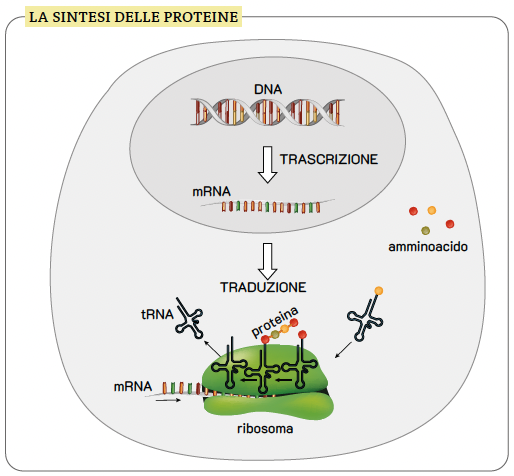 LA SINTESI DELLE PROTEINE
DNA
TRASCRIZIONE
mRNA
amminoacido
TRADUZIONE
tRNA
proteina
mRNA
ribosoma